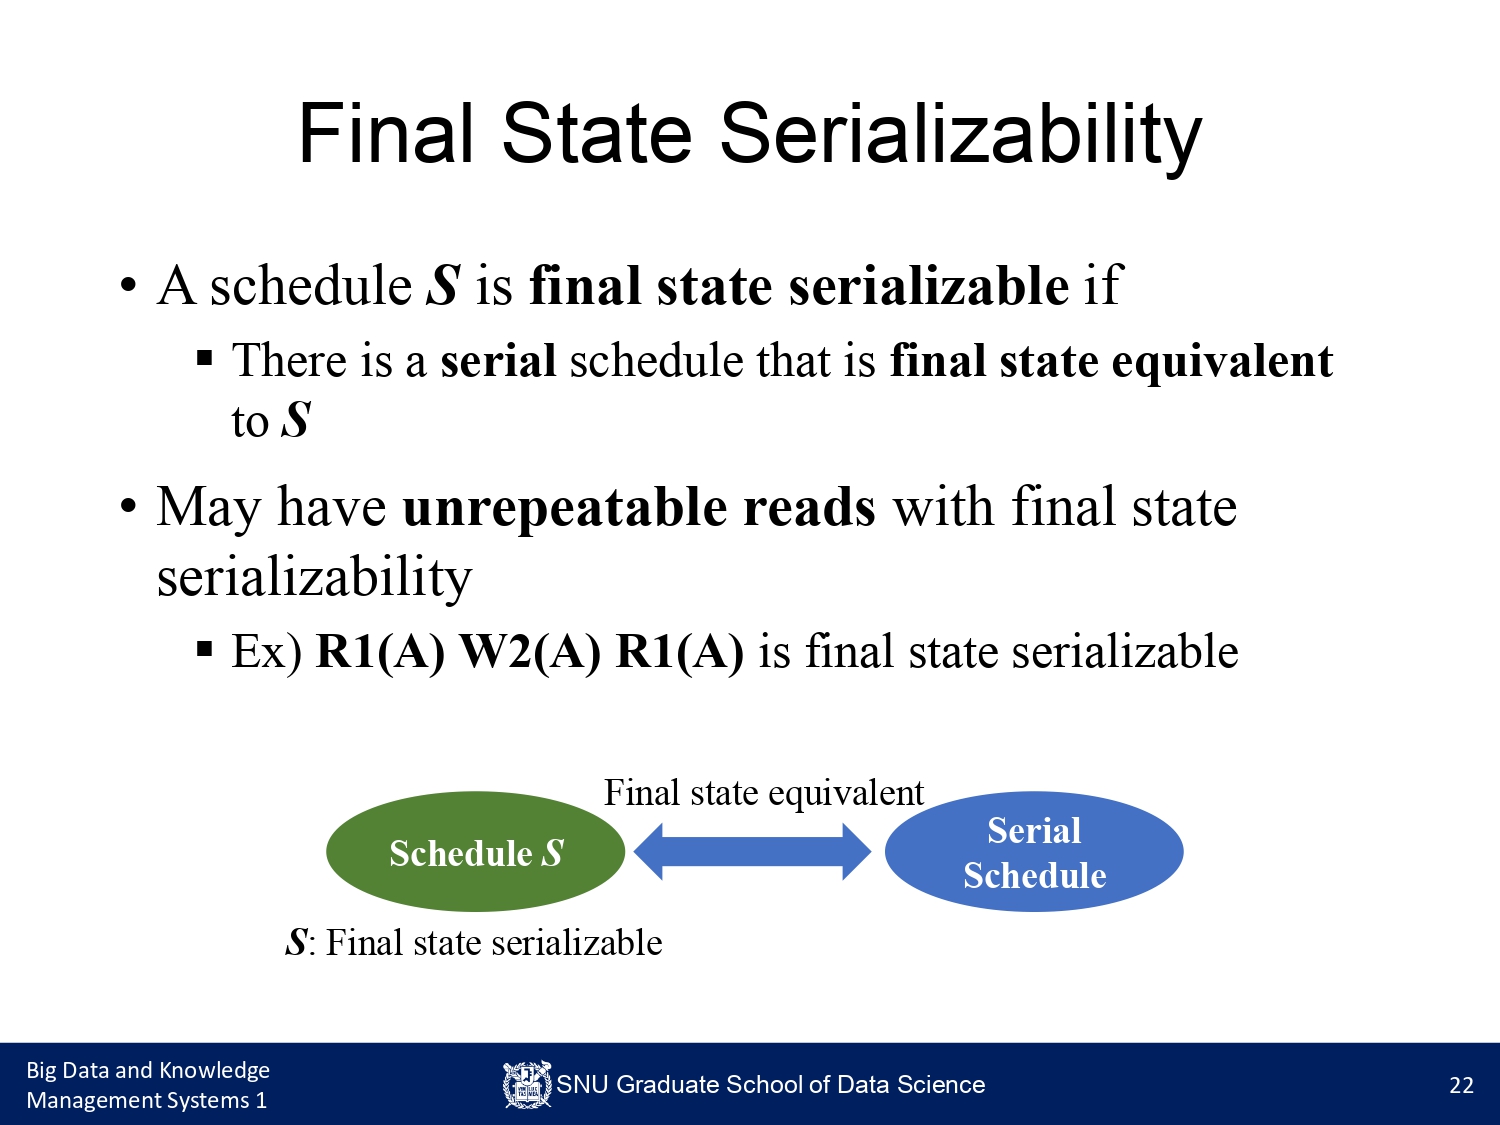 Final State Serializability
• A schedule S is final state serializable if
▪ There is a serial schedule that is final state equivalent
to S
• May have unrepeatable reads with final state
serializability
▪ Ex) R1(A) W2(A) R1(A) is final state serializable
Final state equivalent
Schedule S
Serial
Schedule
S: Final state serializable
Big Data and Knowledge
Management Systems 1
SNU Graduate School of Data Science
22